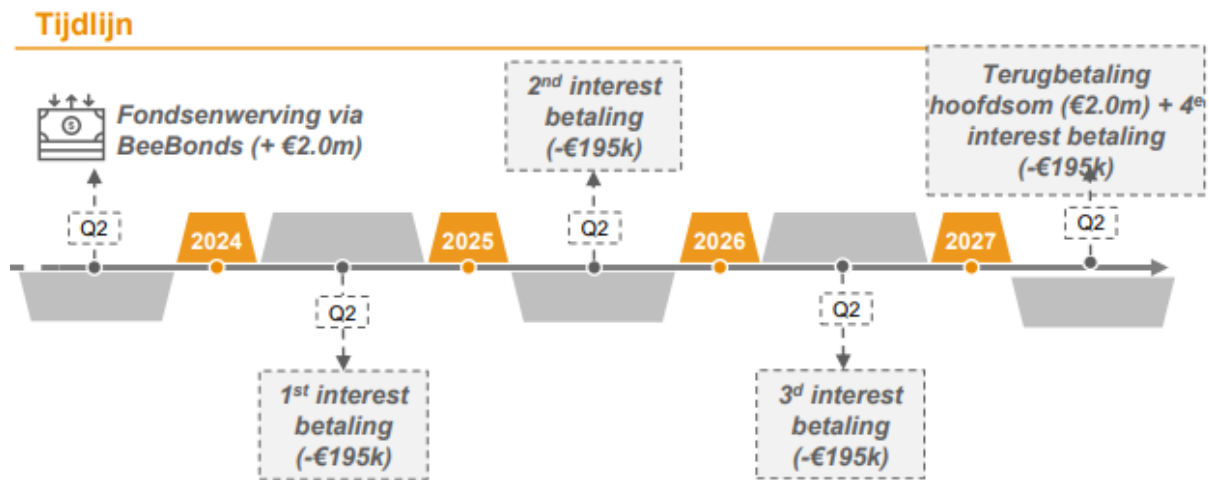 Tijdlijn
Fondsenwerving via
BeeBonds (+ €2.0m)
2nd interest
betaling
(-€195k)
Terugbetaling
hoofdsom (€2.0m) + 4e
interest betaling
(-€195k)
Q2
2024
2025
Q2
2026
2027
Q2
Q2
Q2
1st interest
betaling
(-€195k)
3d interest
betaling
(-€195k)